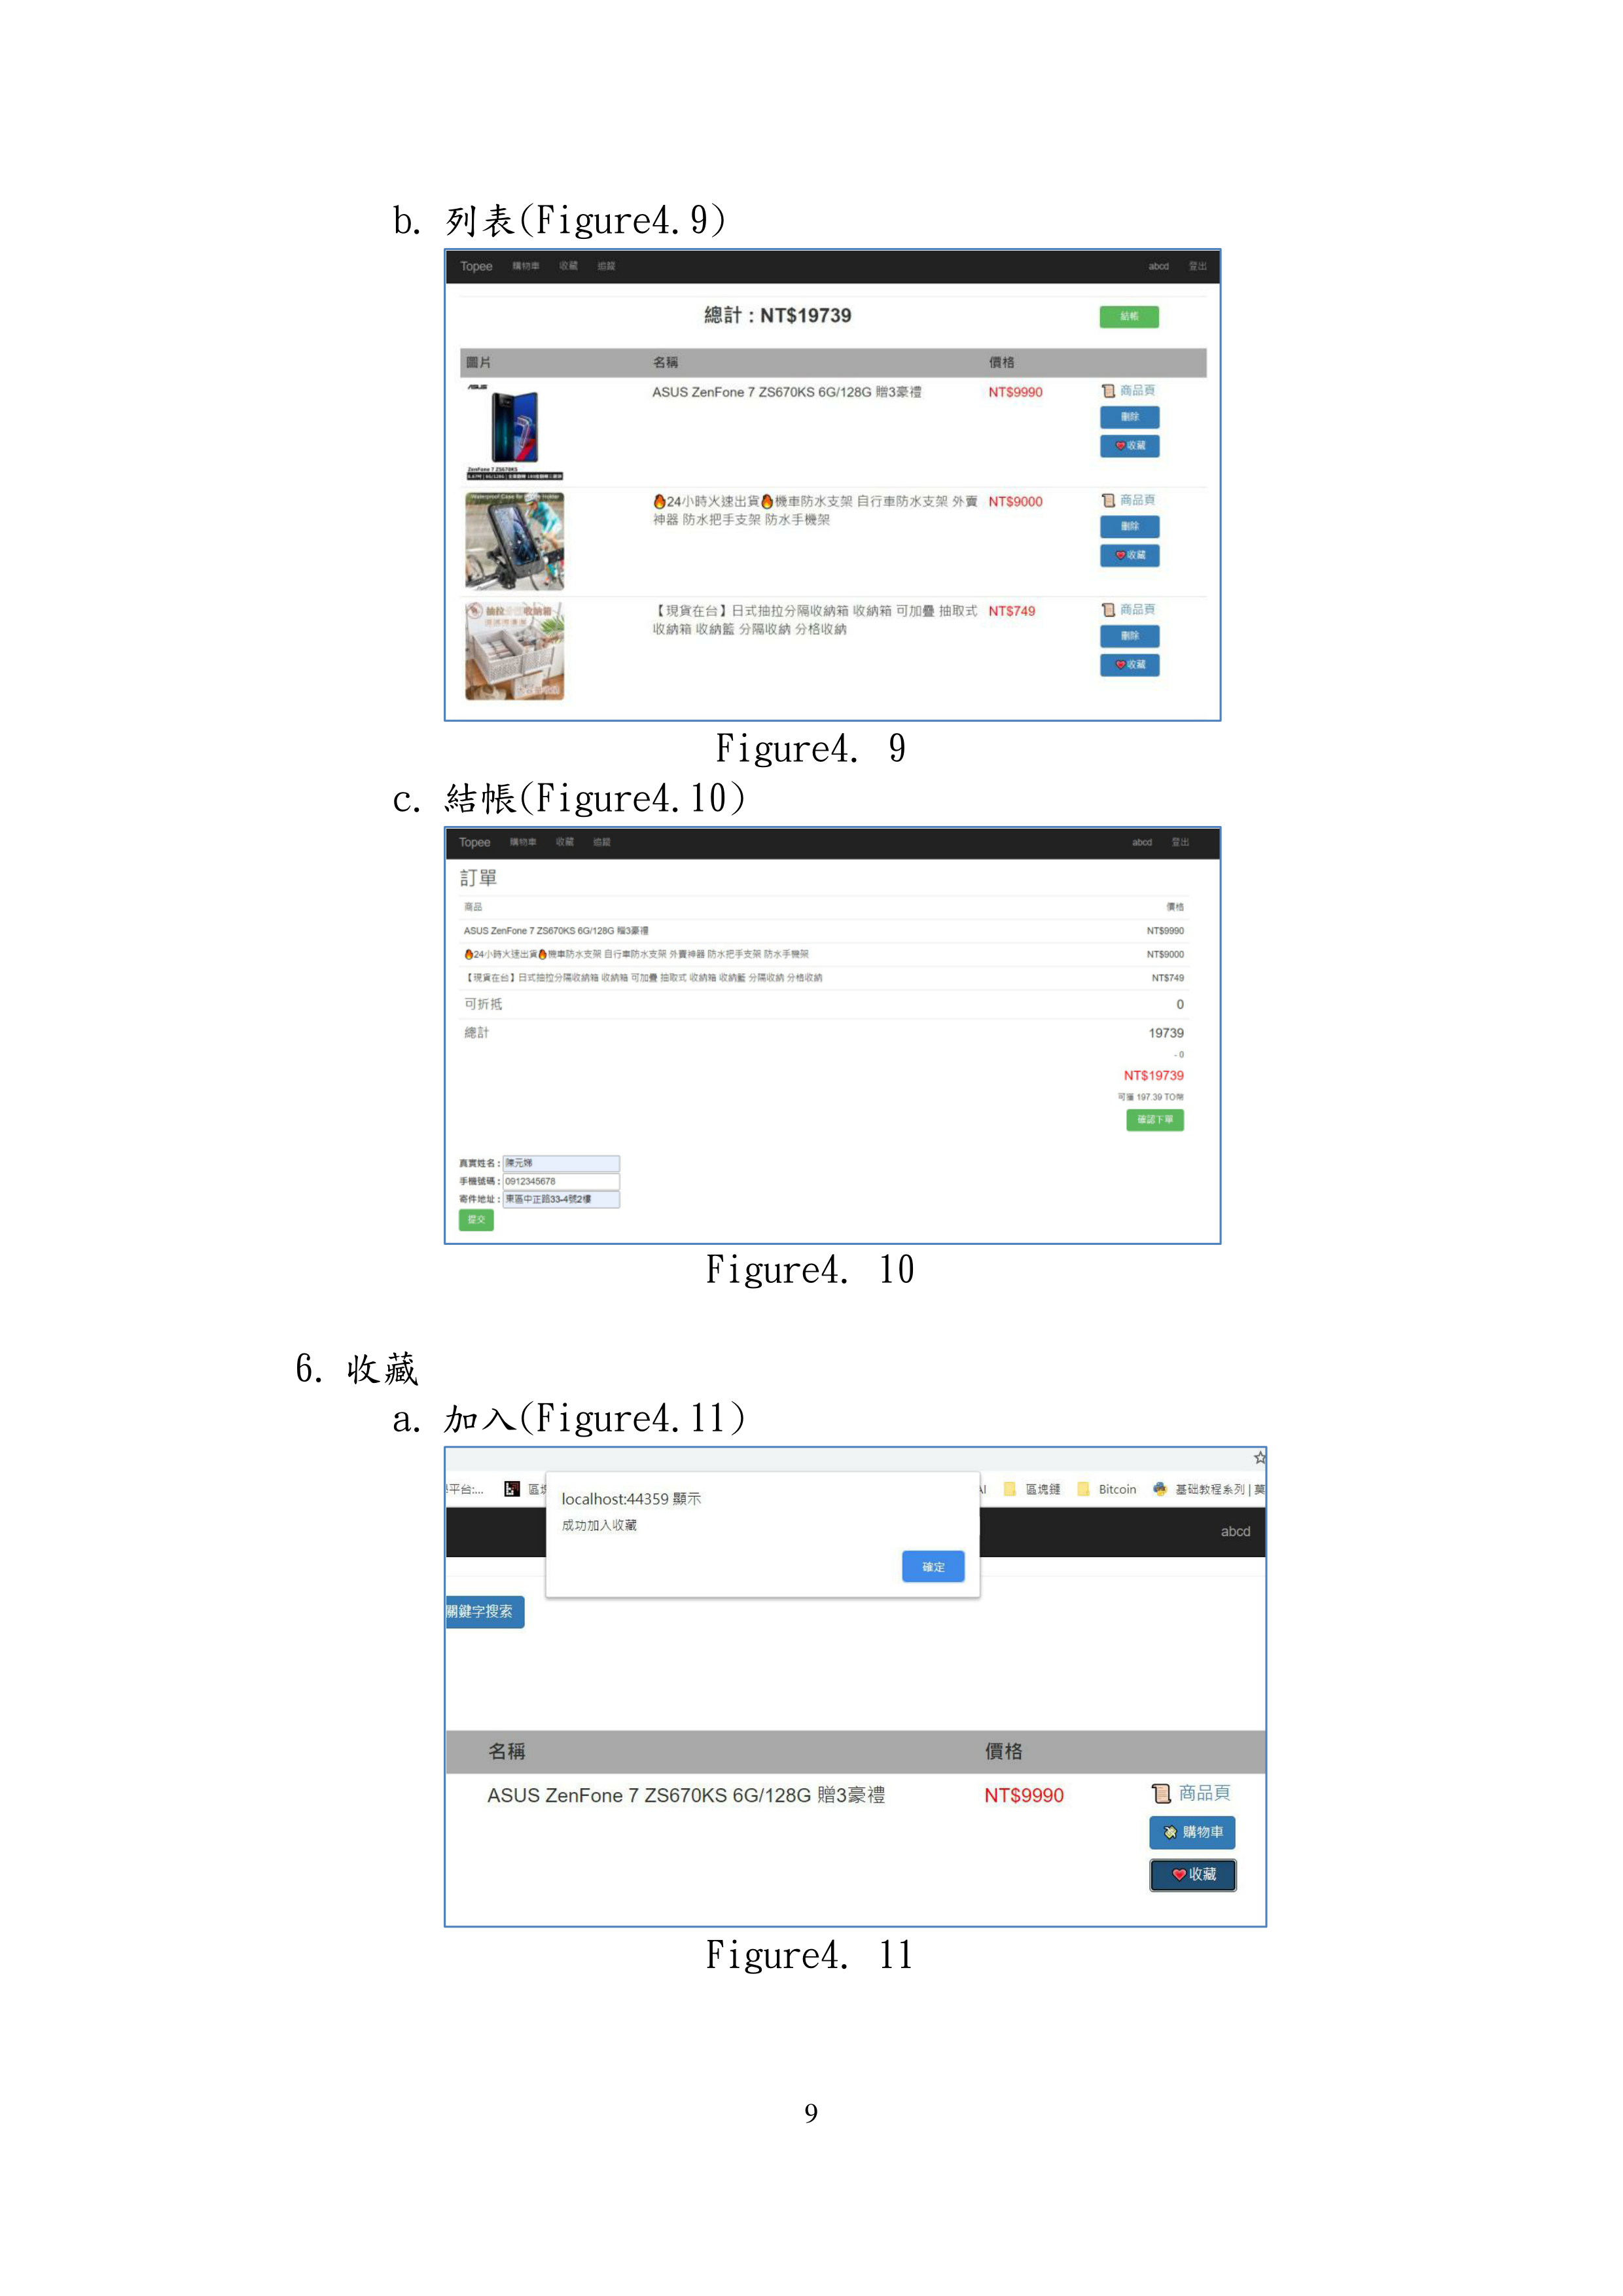 b. 列表(Figure4.9)
Topee 購物車 收藏 追蹤 abcd 登出
總計：NT$19739 結帳
圖片 名稱 價格
ASUS ZenFone 7 ZS670KS 6G/128G 贈3豪禮 NT$9990 📜 商品頁
刪除
❤收藏
ZenFone 7 ZS670KS
🔥24小時火速出貨🔥機車防水支架 自行車防水支架 外賣 NT$9000 📜 商品頁
神器 防水把手支架 防水手機架
刪除
❤收藏
【現貨在台】日式抽拉分隔收納箱 收納箱 可加疊 抽取式 NT$749 📜 商品頁
收納箱 收納籃 分隔收納 分格收納
刪除
❤收藏
Figure4. 9
c. 結帳(Figure4.10)
Topee 購物車 收藏 追蹤 abcd 登出
訂單
商品 價格
ASUS ZenFone 7 ZS670KS 6G/128G 贈3豪禮 NT$9990
🔥24小時火速出貨🔥機車防水支架 自行車防水支架 外賣神器 防水把手支架 防水手機架 NT$9000
【現貨在台】日式抽拉分隔收納箱 收納箱 可加疊 抽取式 收納箱 收納籃 分隔收納 分格收納 NT$749
可折抵 0
總計 19739
- 0
NT$19739
可獲 197.39 TO幣
確認下單
真實姓名：陳元娣
手機號碼：0912345678
寄件地址：東區中正路33-4號2樓
提交
Figure4. 10
6. 收藏
a. 加入(Figure4.11)
平台:... 區塊 AI 區塊鏈 Bitcoin 基础教程系列 | 莫
localhost:44359 顯示
成功加入收藏
確定
abcd
關鍵字搜索
名稱 價格
ASUS ZenFone 7 ZS670KS 6G/128G 贈3豪禮 NT$9990 📜 商品頁
購物車
❤收藏
Figure4. 11
9